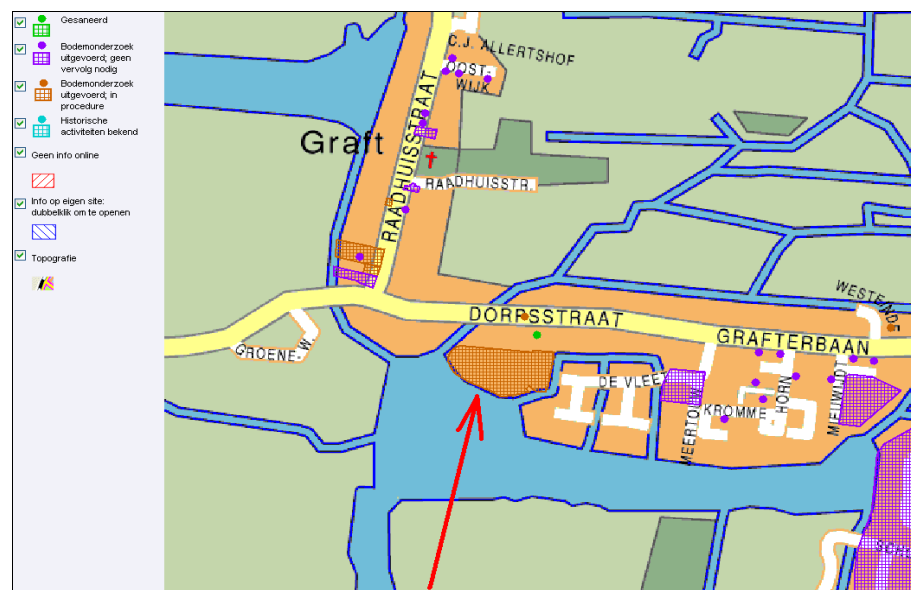 Gesaneerd
Bodemonderzoek
uitgevoerd; geen
vervolg nodig
Bodemonderzoek
uitgevoerd; in
procedure
Historische
activiteiten bekend
Geen info online
Info op eigen site:
dubbelklik om te openen
Topografie
C.J. ALLERTSHOF
OOST-
WIJK
Graft
RAADHUISSTRAAT
RAADHUISSTR.
WESTEINDE
DORPSSTRAAT
GRAFTERBAAN
GROENE-W.
DE VLEET
MEERTOW.
KROMME
HORN
MIEUWIJDT